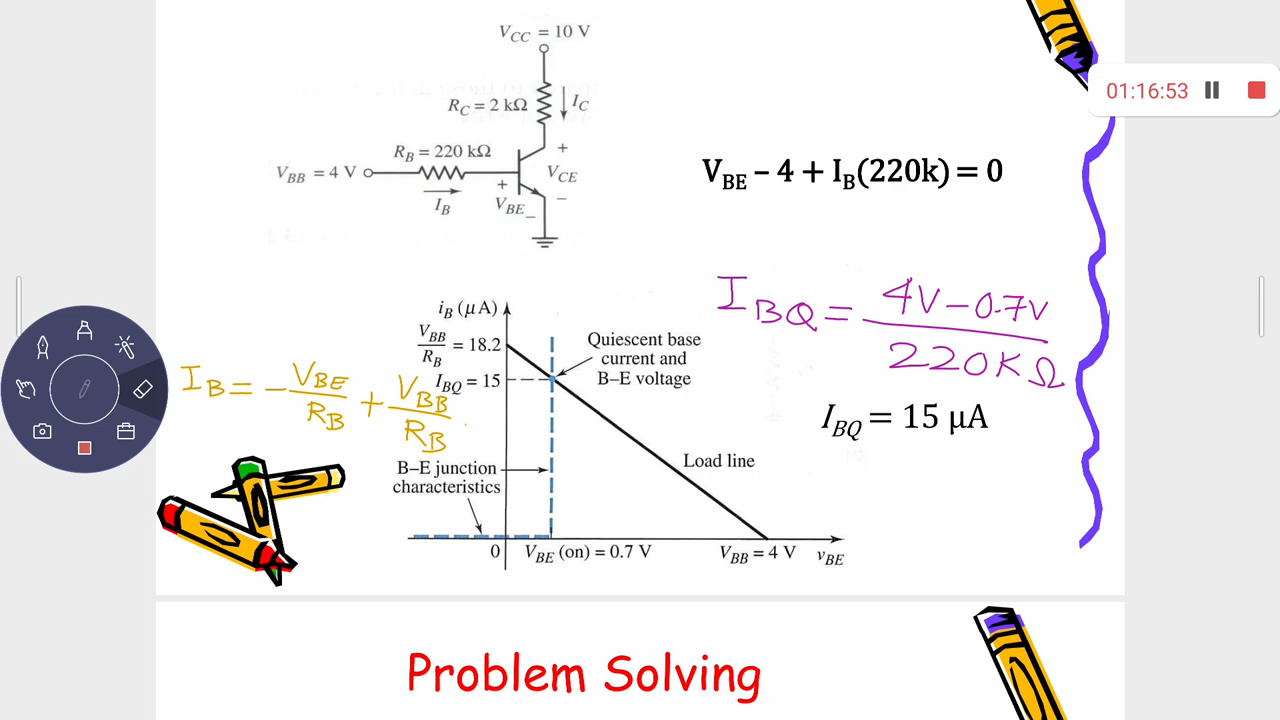 V_CC = 10 V
R_C = 2 kΩ
I_C
R_B = 220 kΩ
V_BB = 4 V
I_B
+
V_BE
−
+
V_CE
−
01:16:53
V_BE – 4 + I_B(220k) = 0
I_BQ = (4V − 0.7V) / 220KΩ
I_BQ = 15 μA
I_B = − V_BE/R_B + V_BB/R_B
i_B (μA)
V_BB/R_B = 18.2
I_BQ = 15
Quiescent base
current and
B–E voltage
Load line
B–E junction
characteristics
0
V_BE (on) = 0.7 V
V_BB = 4 V
v_BE
Problem Solving